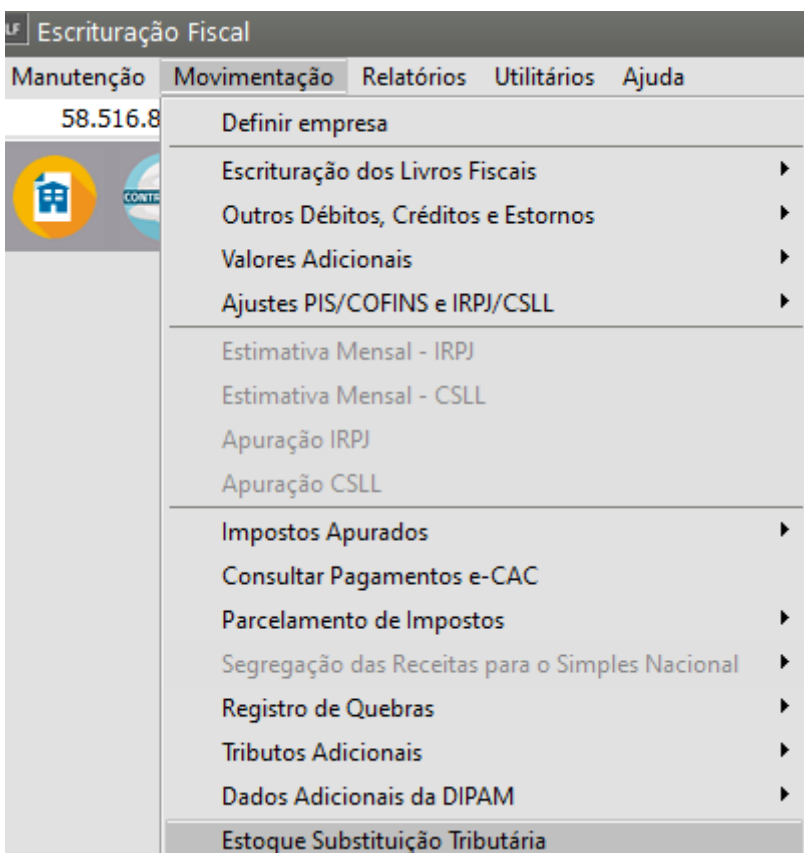 LF Escrituração Fiscal
Manutenção Movimentação Relatórios Utilitários Ajuda
58.516.8
Definir empresa
Escrituração dos Livros Fiscais
Outros Débitos, Créditos e Estornos
Valores Adicionais
Ajustes PIS/COFINS e IRPJ/CSLL
Estimativa Mensal - IRPJ
Estimativa Mensal - CSLL
Apuração IRPJ
Apuração CSLL
Impostos Apurados
Consultar Pagamentos e-CAC
Parcelamento de Impostos
Segregação das Receitas para o Simples Nacional
Registro de Quebras
Tributos Adicionais
Dados Adicionais da DIPAM
Estoque Substituição Tributária